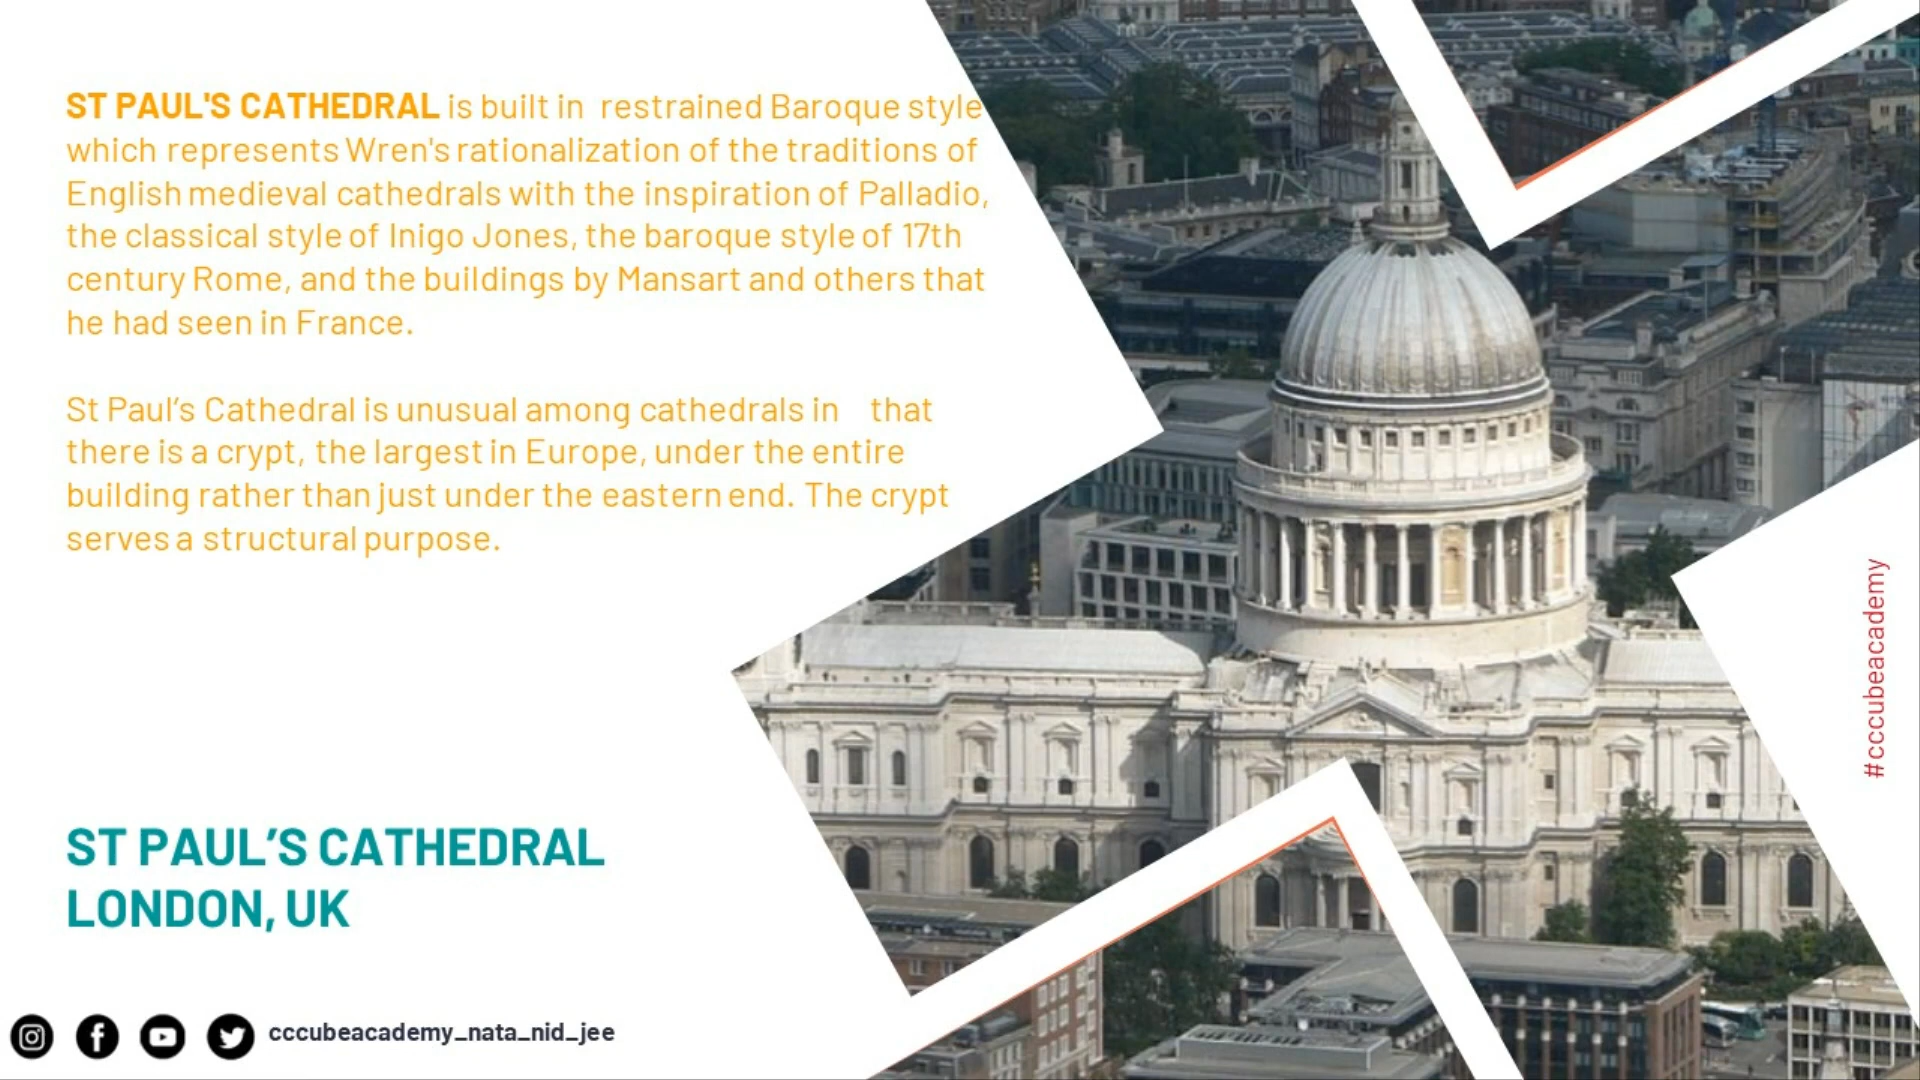 ST PAUL'S CATHEDRAL is built in restrained Baroque style
which represents Wren's rationalization of the traditions of
English medieval cathedrals with the inspiration of Palladio,
the classical style of Inigo Jones, the baroque style of 17th
century Rome, and the buildings by Mansart and others that
he had seen in France.
St Paul’s Cathedral is unusual among cathedrals in that
there is a crypt, the largest in Europe, under the entire
building rather than just under the eastern end. The crypt
serves a structural purpose.
#cccubeacademy
ST PAUL’S CATHEDRAL
LONDON, UK
cccubeacademy_nata_nid_jee